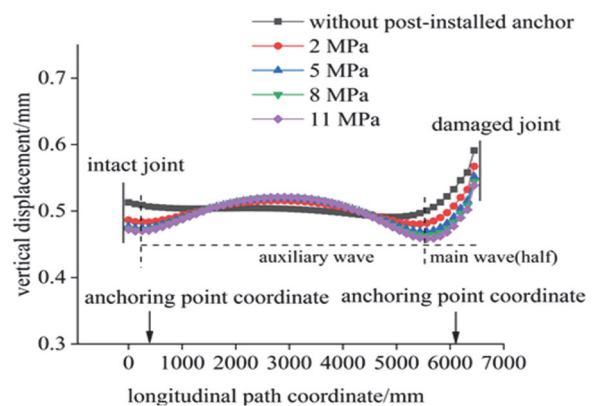 without post-installed anchor
2 MPa
5 MPa
8 MPa
11 MPa
damaged joint
intact joint
auxiliary wave
main wave(half)
anchoring point coordinate
anchoring point coordinate
vertical displacement/mm
0.7
0.6
0.5
0.4
0.3
0 1000 2000 3000 4000 5000 6000 7000
longitudinal path coordinate/mm